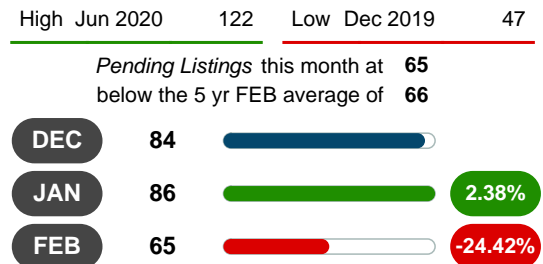 High Jun 2020 122 Low Dec 2019 47
Pending Listings this month at 65
below the 5 yr FEB average of 66
DEC 84
JAN 86 2.38%
FEB 65 -24.42%